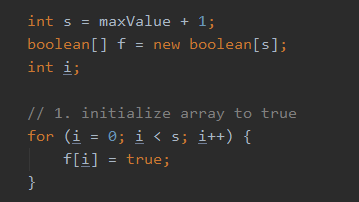 int s = maxValue + 1;
boolean[] f = new boolean[s];
int i;
// 1. initialize array to true
for (i = 0; i < s; i++) {
f[i] = true;
}